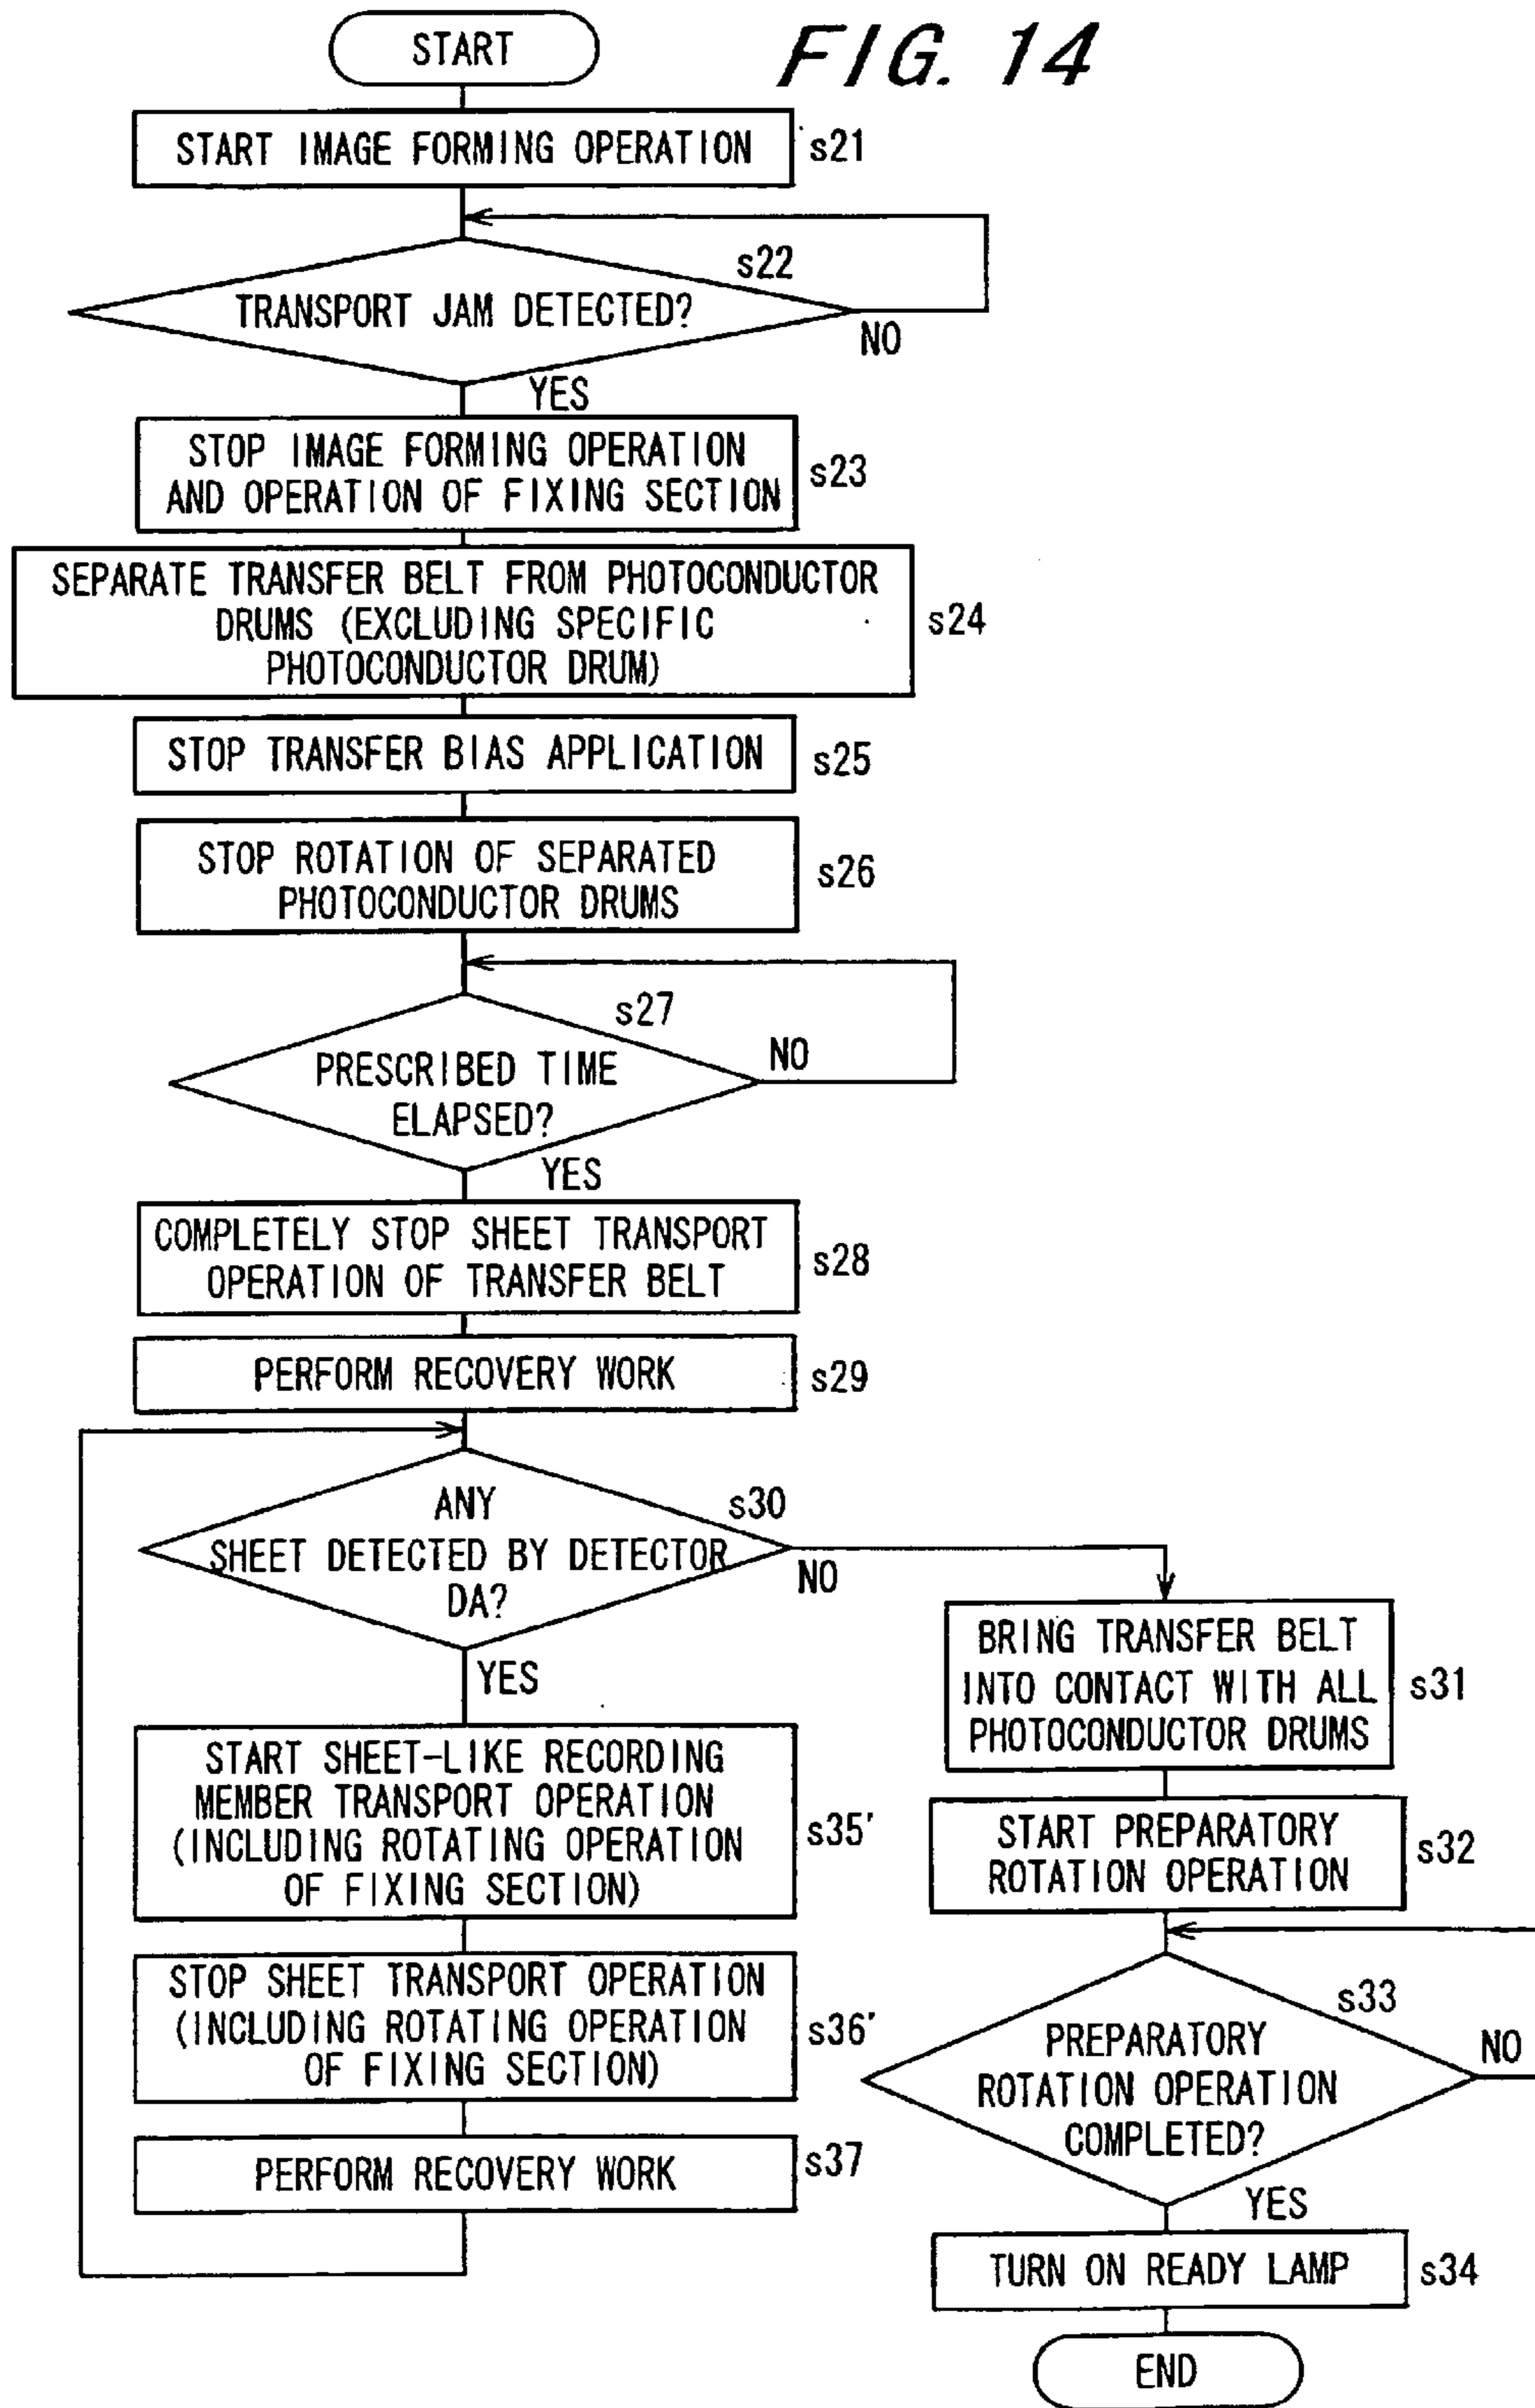 FIG. 14
START
START IMAGE FORMING OPERATION
s21
s22
TRANSPORT JAM DETECTED?
NO
YES
STOP IMAGE FORMING OPERATION
AND OPERATION OF FIXING SECTION
s23
SEPARATE TRANSFER BELT FROM PHOTOCONDUCTOR
DRUMS (EXCLUDING SPECIFIC
PHOTOCONDUCTOR DRUM)
s24
STOP TRANSFER BIAS APPLICATION
s25
STOP ROTATION OF SEPARATED
PHOTOCONDUCTOR DRUMS
s26
s27
PRESCRIBED TIME
ELAPSED?
NO
YES
COMPLETELY STOP SHEET TRANSPORT
OPERATION OF TRANSFER BELT
s28
PERFORM RECOVERY WORK
s29
s30
ANY
SHEET DETECTED BY DETECTOR
DA?
NO
YES
START SHEET-LIKE RECORDING
MEMBER TRANSPORT OPERATION
(INCLUDING ROTATING OPERATION
OF FIXING SECTION)
s35'
STOP SHEET TRANSPORT OPERATION
(INCLUDING ROTATING OPERATION
OF FIXING SECTION)
s36'
PERFORM RECOVERY WORK
s37
BRING TRANSFER BELT
INTO CONTACT WITH ALL
PHOTOCONDUCTOR DRUMS
s31
START PREPARATORY
ROTATION OPERATION
s32
s33
PREPARATORY
ROTATION OPERATION
COMPLETED?
NO
YES
TURN ON READY LAMP
s34
END